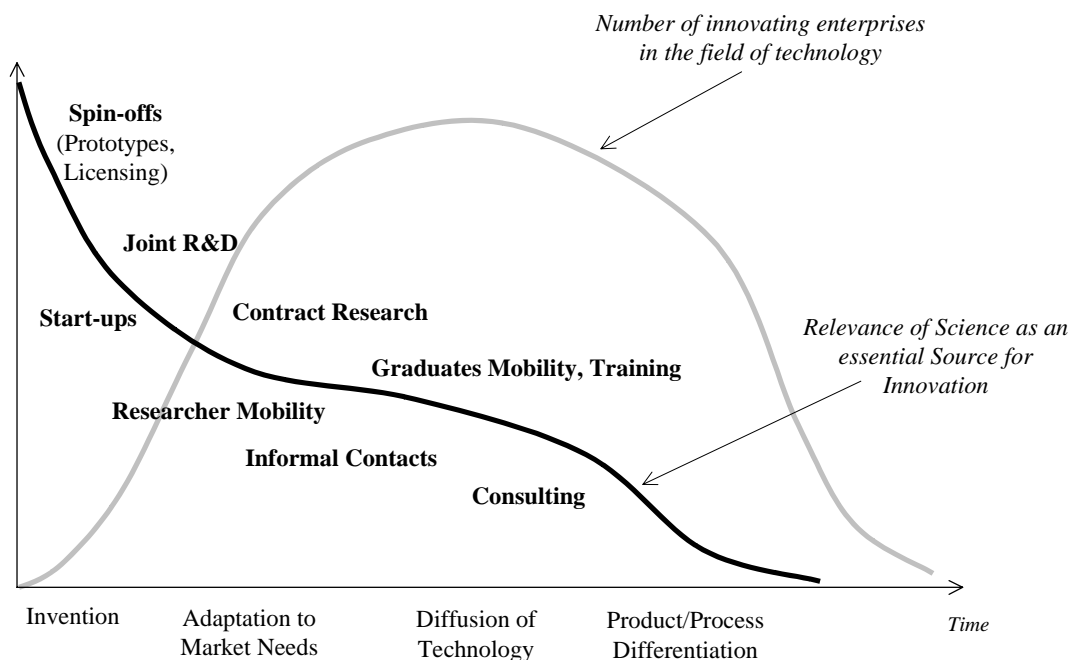 Number of innovating enterprises
in the field of technology
Spin-offs
(Prototypes,
Licensing)
Joint R&D
Start-ups
Contract Research
Relevance of Science as an
essential Source for
Innovation
Graduates Mobility, Training
Researcher Mobility
Informal Contacts
Consulting
Invention
Adaptation to
Market Needs
Diffusion of
Technology
Product/Process
Differentiation
Time